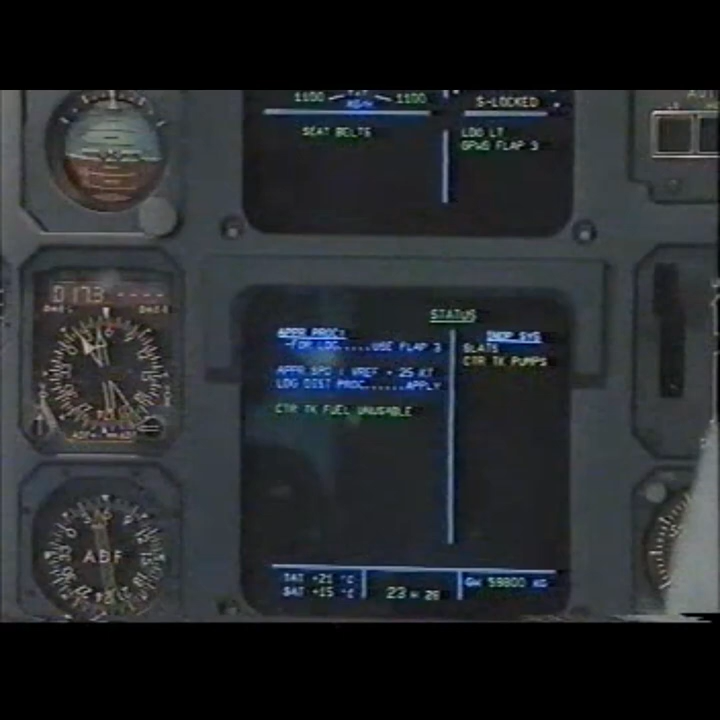 1100 1100
KG/H
S-LOCKED
SEAT BELTS
LDG LT
GPWS FLAP 3
STATUS
APPR PROC:
-FOR LDG.....USE FLAP 3
APPR SPD : VREF + 25 KT
LDG DIST PROC......APPLY
CTR TK FUEL UNUSABLE
INOP SYS
SLATS
CTR TK PUMPS
TAT +21 °C
SAT +15 °C
23 H 28
GW 59800 KG
ADF